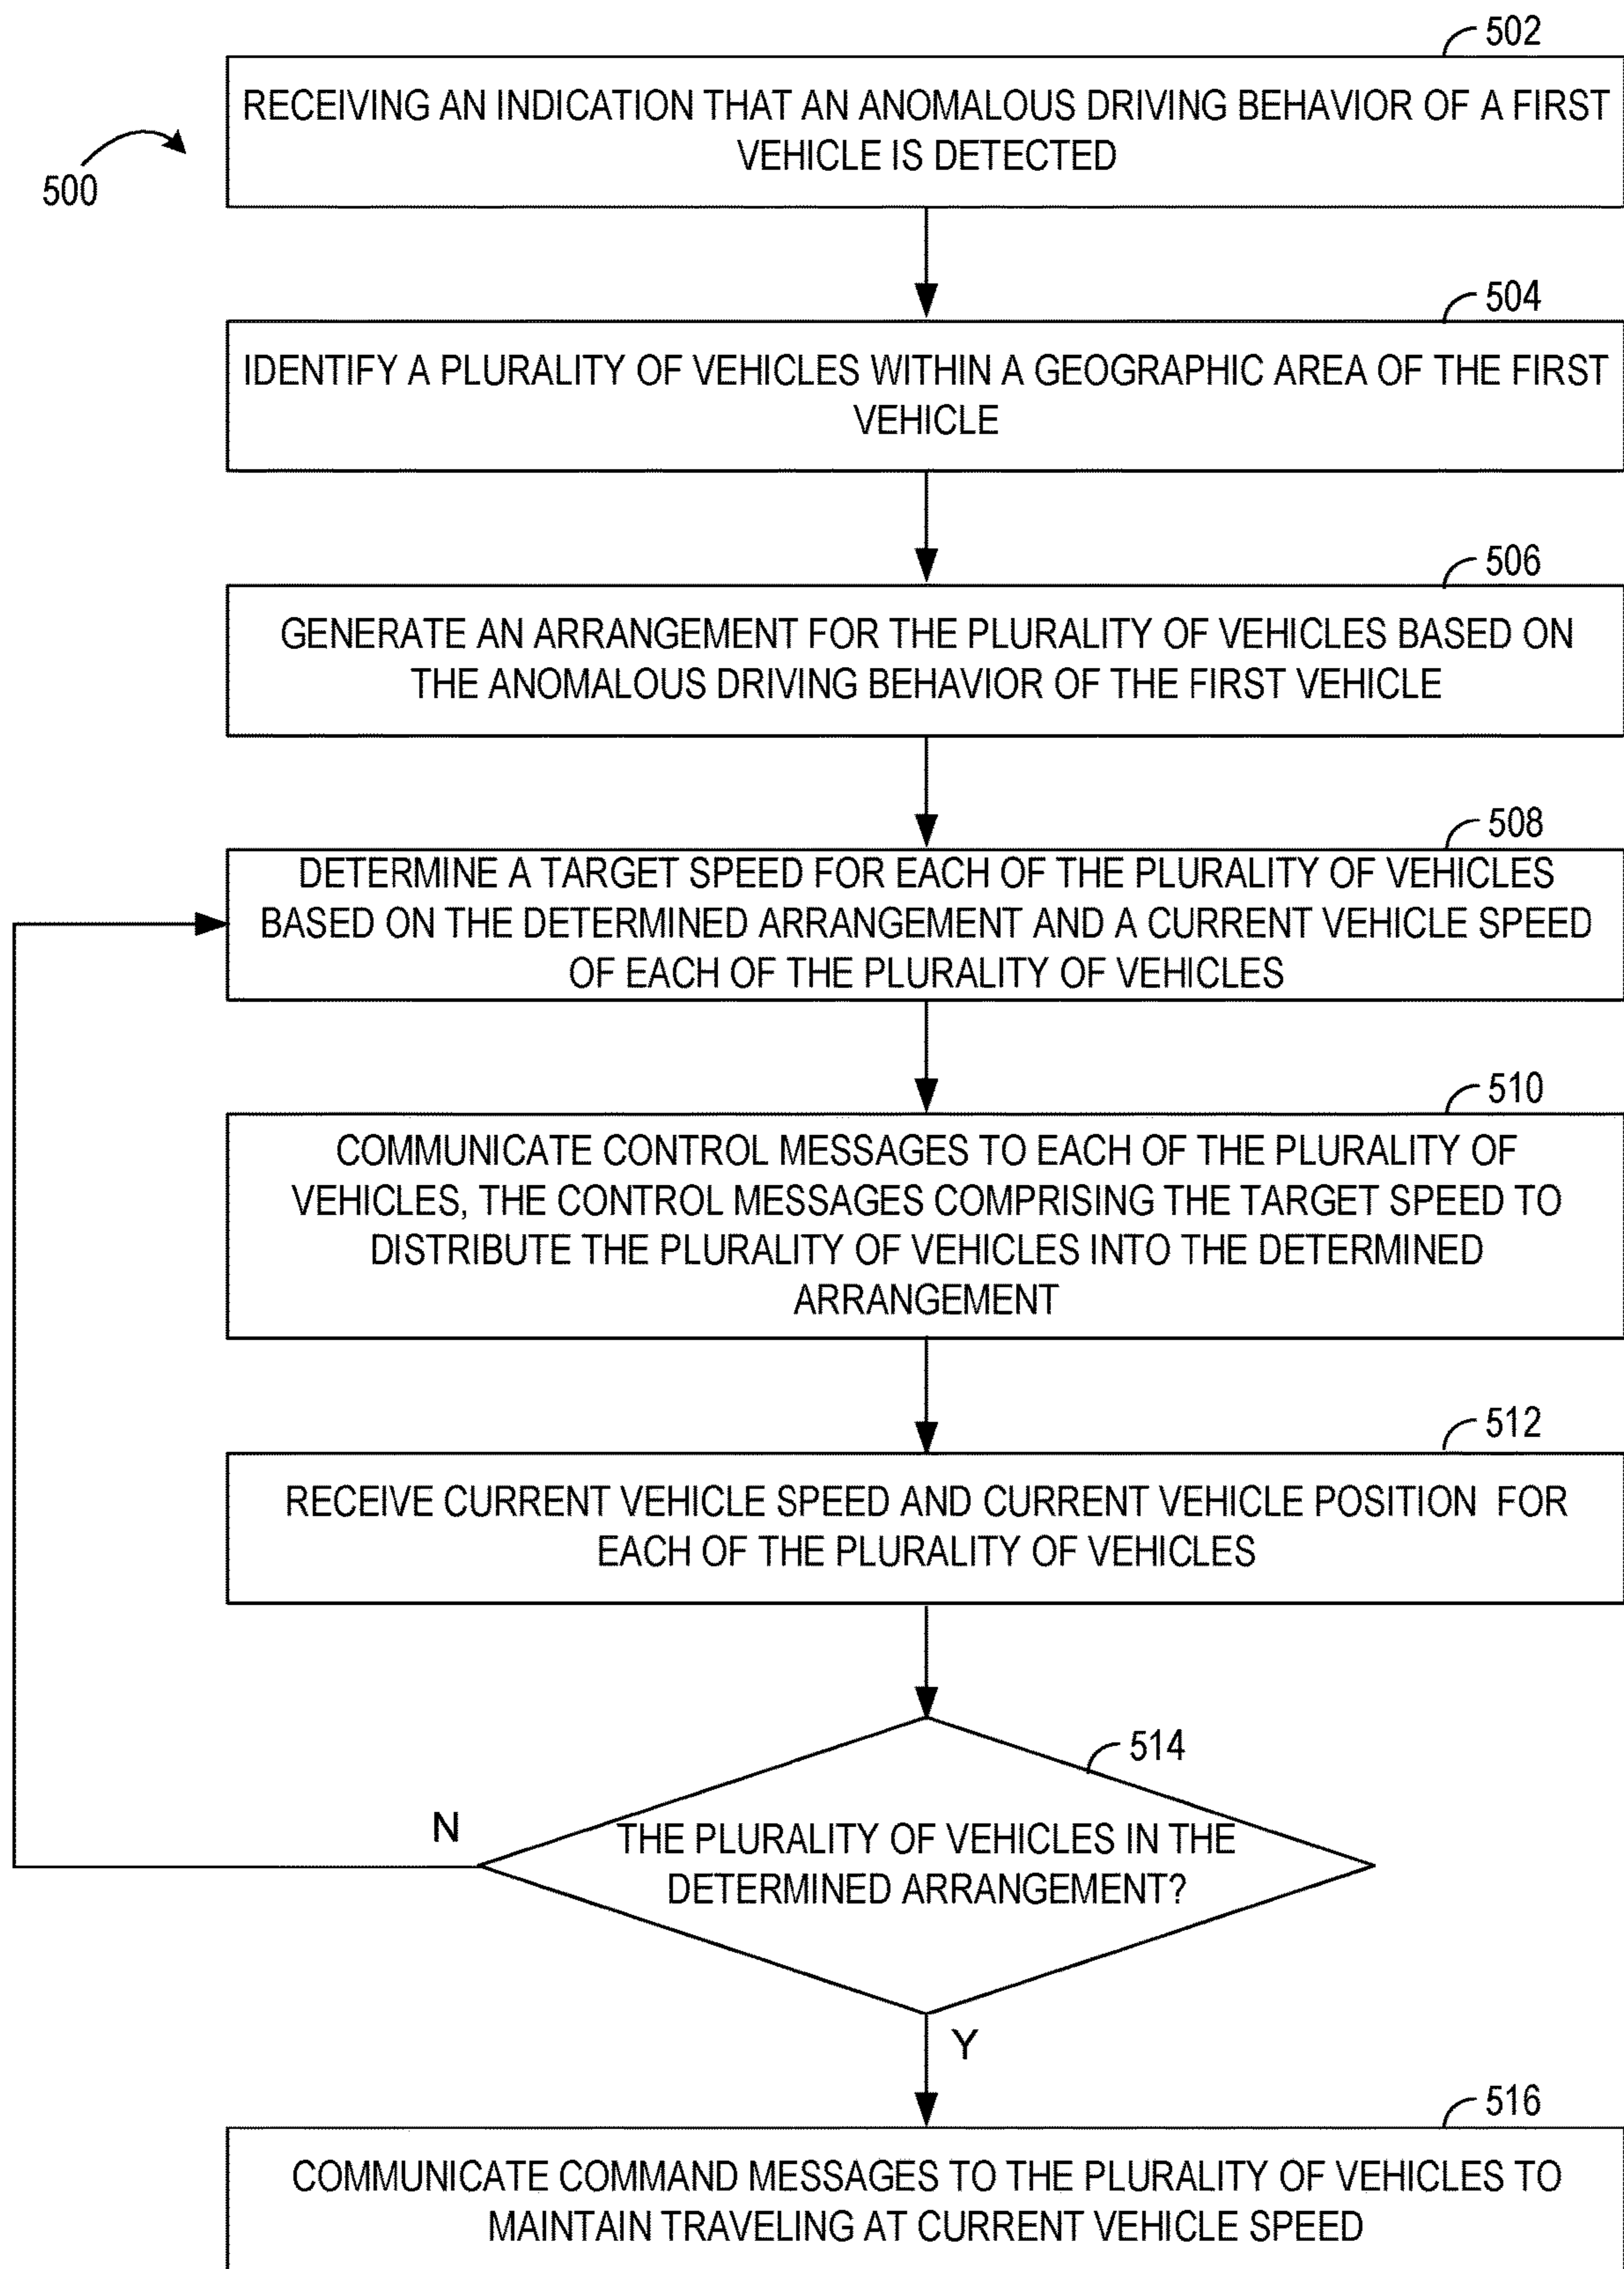 502
RECEIVING AN INDICATION THAT AN ANOMALOUS DRIVING BEHAVIOR OF A FIRST
VEHICLE IS DETECTED
500
504
IDENTIFY A PLURALITY OF VEHICLES WITHIN A GEOGRAPHIC AREA OF THE FIRST
VEHICLE
506
GENERATE AN ARRANGEMENT FOR THE PLURALITY OF VEHICLES BASED ON
THE ANOMALOUS DRIVING BEHAVIOR OF THE FIRST VEHICLE
508
DETERMINE A TARGET SPEED FOR EACH OF THE PLURALITY OF VEHICLES
BASED ON THE DETERMINED ARRANGEMENT AND A CURRENT VEHICLE SPEED
OF EACH OF THE PLURALITY OF VEHICLES
510
COMMUNICATE CONTROL MESSAGES TO EACH OF THE PLURALITY OF
VEHICLES, THE CONTROL MESSAGES COMPRISING THE TARGET SPEED TO
DISTRIBUTE THE PLURALITY OF VEHICLES INTO THE DETERMINED
ARRANGEMENT
512
RECEIVE CURRENT VEHICLE SPEED AND CURRENT VEHICLE POSITION FOR
EACH OF THE PLURALITY OF VEHICLES
514
N
THE PLURALITY OF VEHICLES IN THE
DETERMINED ARRANGEMENT?
Y
516
COMMUNICATE COMMAND MESSAGES TO THE PLURALITY OF VEHICLES TO
MAINTAIN TRAVELING AT CURRENT VEHICLE SPEED